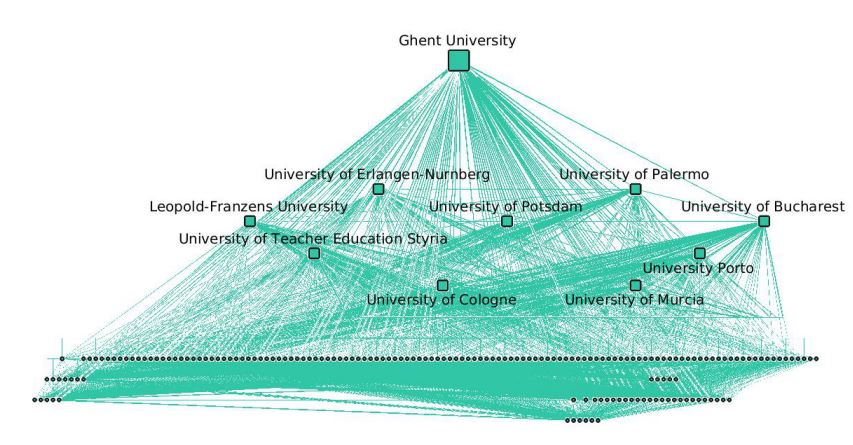 Ghent University
University of Erlangen-Nurnberg
University of Palermo
Leopold-Franzens University
University of Potsdam
University of Bucharest
University of Teacher Education Styria
University Porto
University of Cologne
University of Murcia